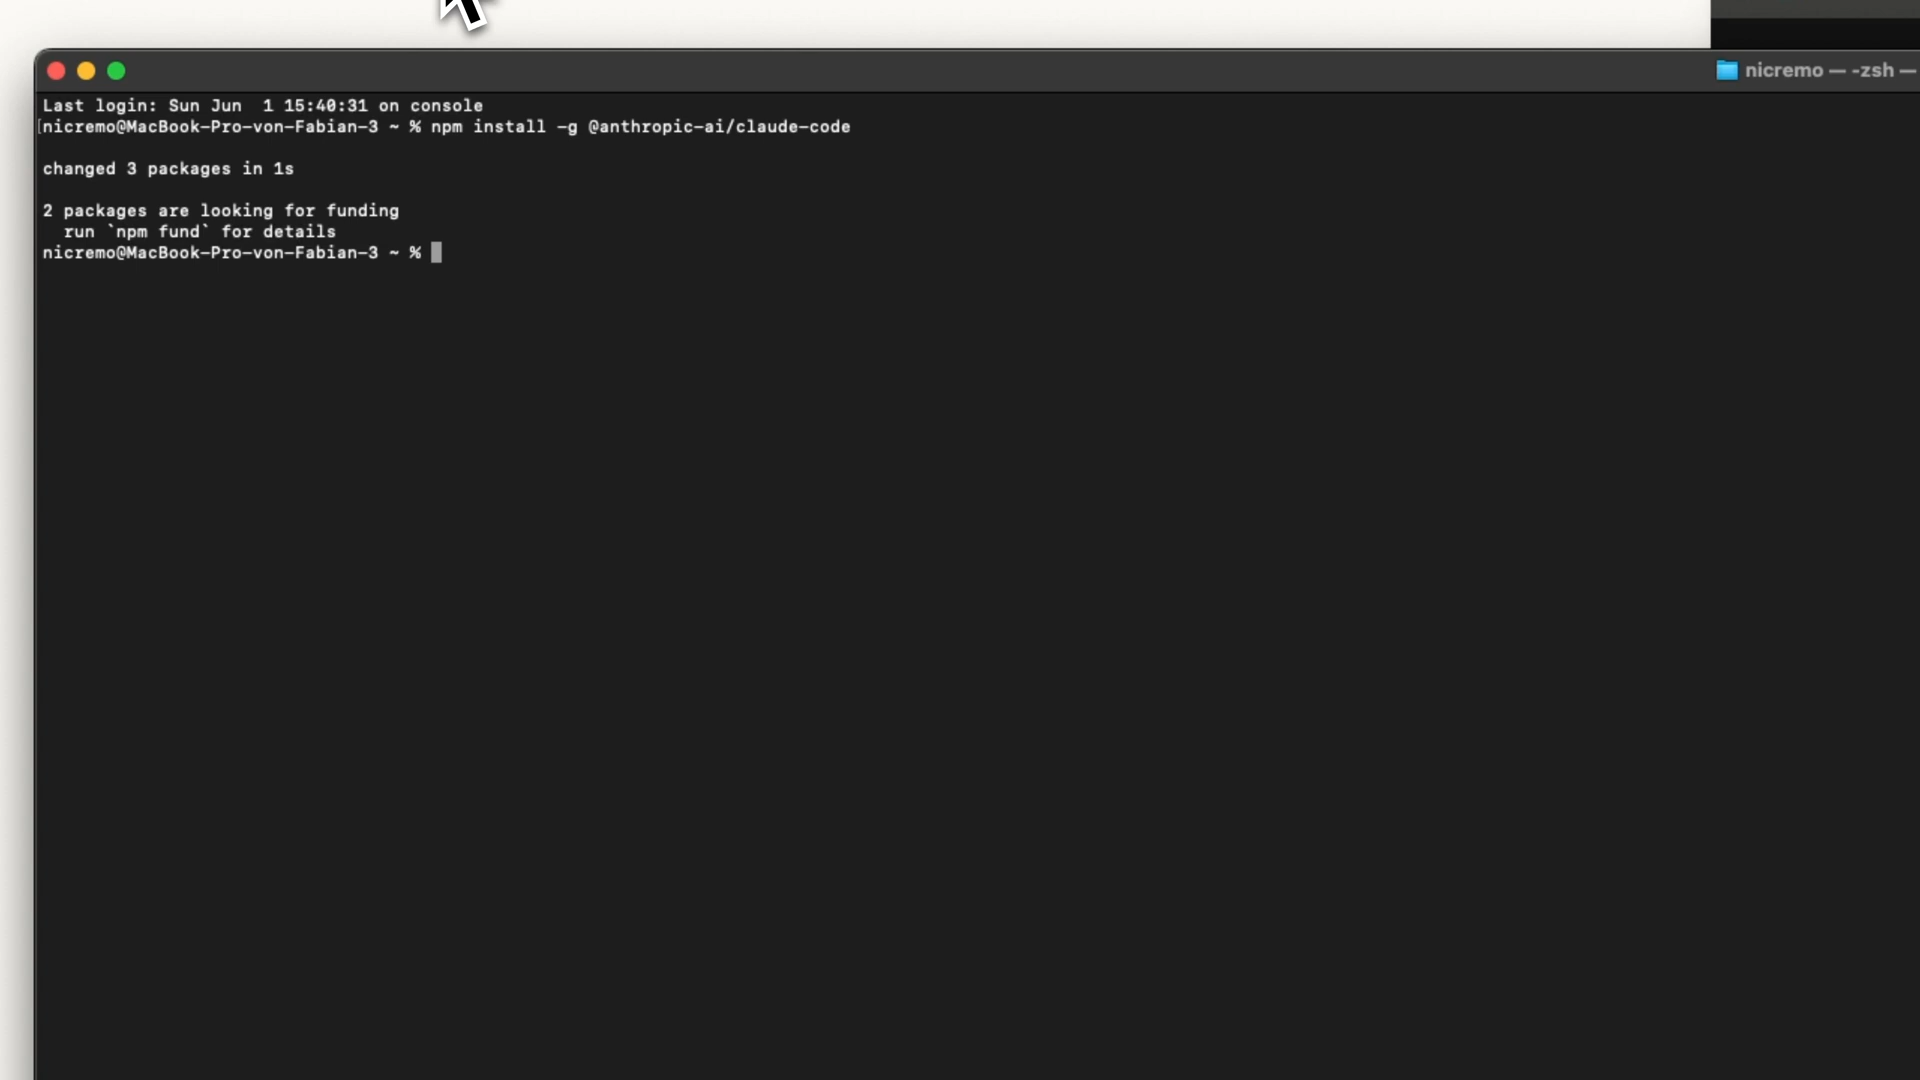 nicremo — -zsh —
Last login: Sun Jun  1 15:40:31 on console
[nicremo@MacBook-Pro-von-Fabian-3 ~ % npm install -g @anthropic-ai/claude-code
changed 3 packages in 1s
2 packages are looking for funding
  run `npm fund` for details
nicremo@MacBook-Pro-von-Fabian-3 ~ %